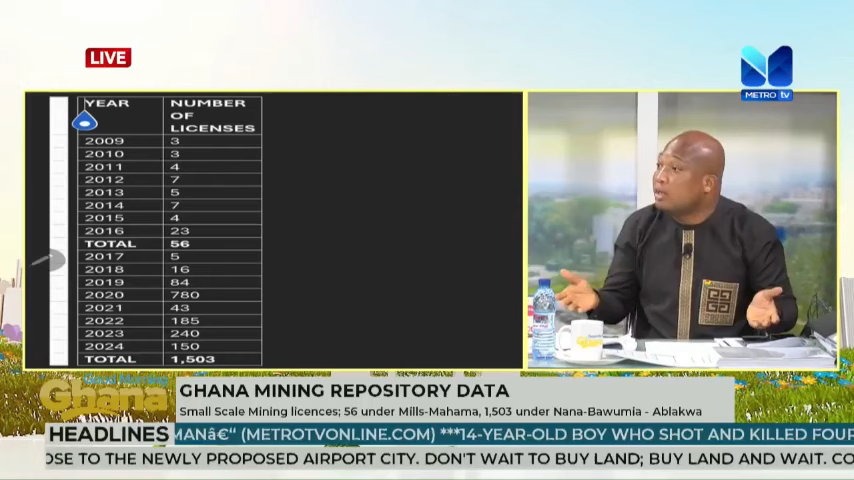 LIVE
METRO tv
YEAR NUMBER OF LICENSES
2009 3
2010 3
2011 4
2012 7
2013 5
2014 7
2015 4
2016 23
TOTAL 56
2017 5
2018 16
2019 84
2020 780
2021 43
2022 185
2023 240
2024 150
TOTAL 1,503
Good Morning
Ghana
GHANA MINING REPOSITORY DATA
Small Scale Mining licences; 56 under Mills-Mahama, 1,503 under Nana-Bawumia - Ablakwa
HEADLINES
MANâ€“ (METROTVONLINE.COM) ***14-YEAR-OLD BOY WHO SHOT AND KILLED FOUR
OSE TO THE NEWLY PROPOSED AIRPORT CITY. DON'T WAIT TO BUY LAND; BUY LAND AND WAIT. CO